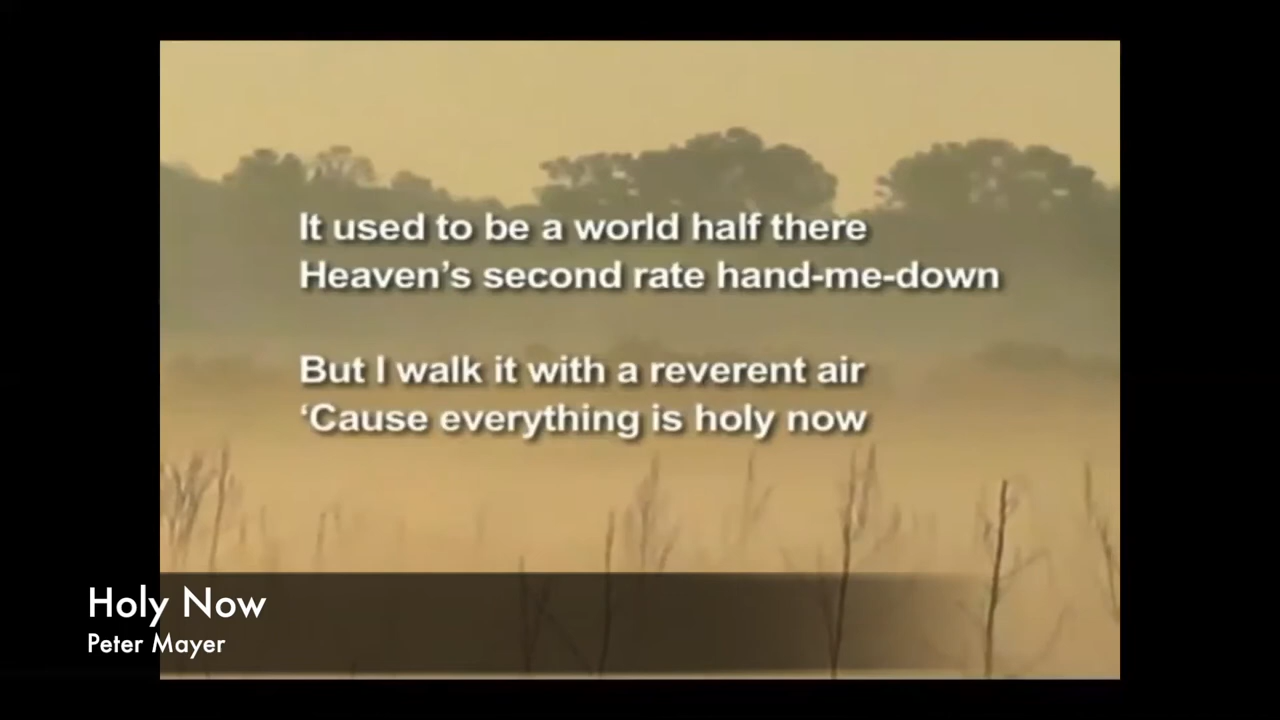 It used to be a world half there
Heaven’s second rate hand-me-down
But I walk it with a reverent air
‘Cause everything is holy now
Holy Now
Peter Mayer